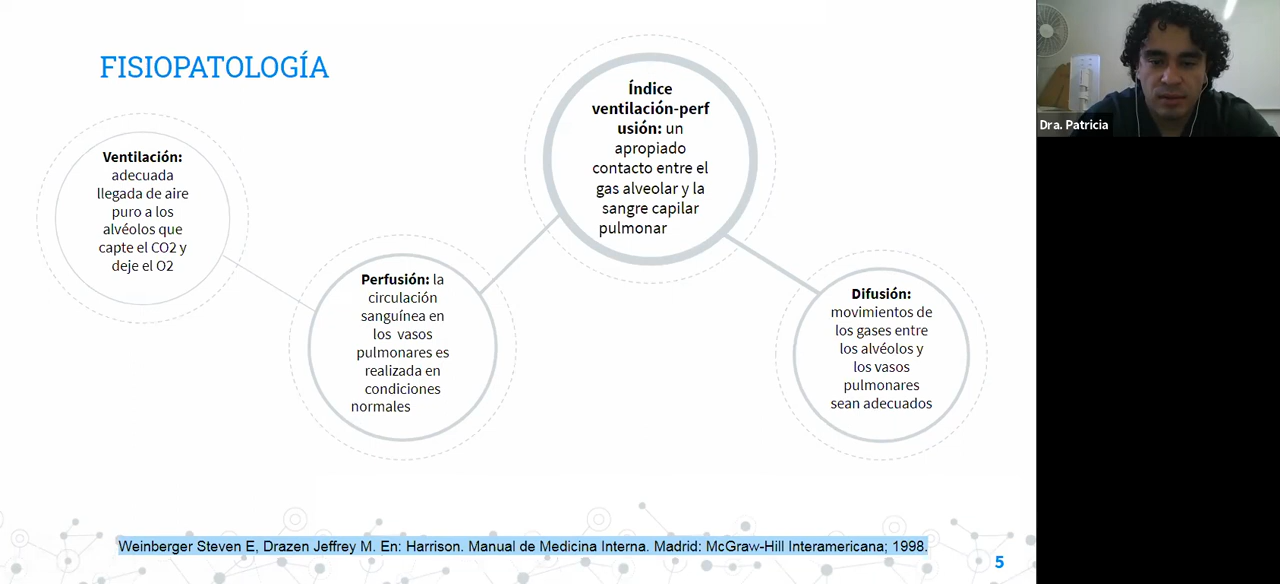 FISIOPATOLOGÍA
Ventilación:
adecuada
llegada de aire
puro a los
alvéolos que
capte el CO2 y
deje el O2
Perfusión: la
circulación
sanguínea en
los vasos
pulmonares es
realizada en
condiciones
normales
Índice
ventilación-perf
usión: un
apropiado
contacto entre el
gas alveolar y la
sangre capilar
pulmonar
Difusión:
movimientos de
los gases entre
los alvéolos y
los vasos
pulmonares
sean adecuados
Weinberger Steven E, Drazen Jeffrey M. En: Harrison. Manual de Medicina Interna. Madrid: McGraw-Hill Interamericana; 1998.
5
Dra. Patricia